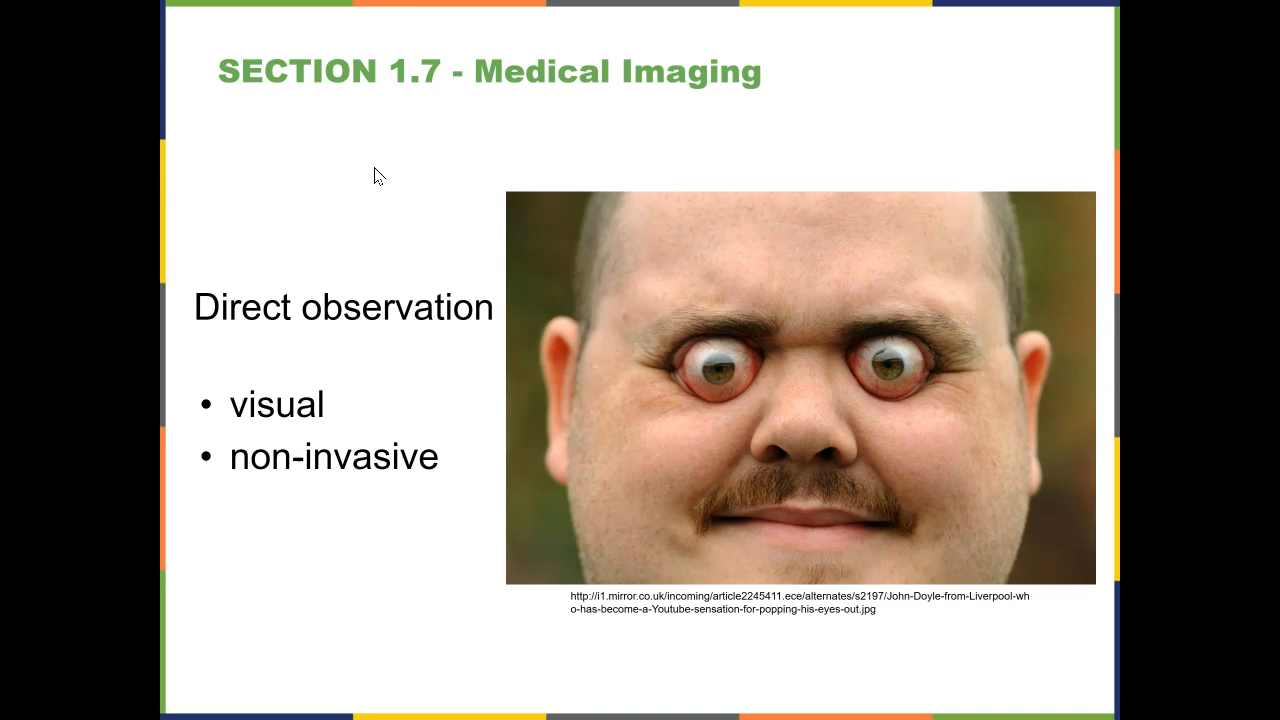 SECTION 1.7 - Medical Imaging
Direct observation
• visual
• non-invasive
http://i1.mirror.co.uk/incoming/article2245411.ece/alternates/s2197/John-Doyle-from-Liverpool-wh
o-has-become-a-Youtube-sensation-for-popping-his-eyes-out.jpg